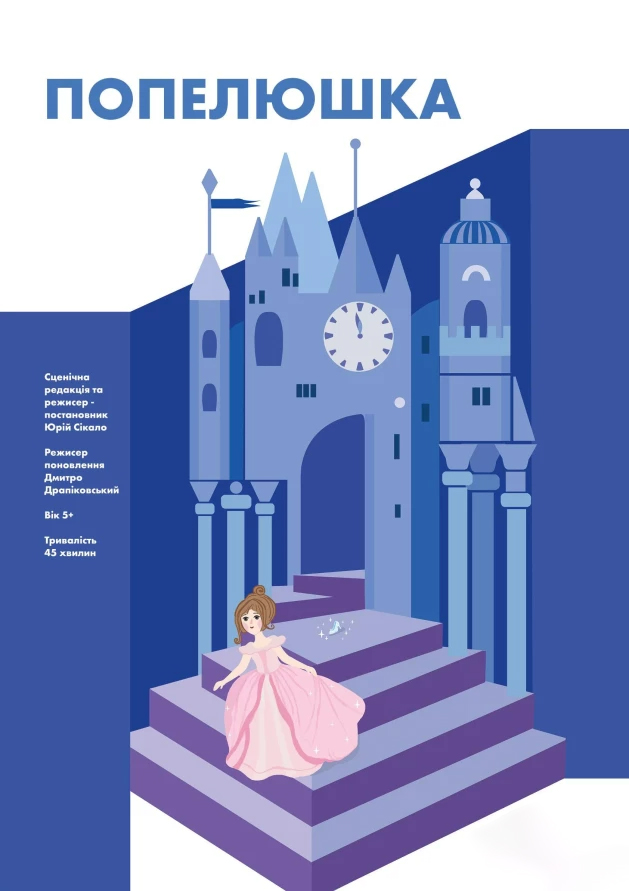 ПОПЕЛЮШКА
Сценічна
редакція та
режисер -
постановник
Юрій Сікало
Режисер
поновлення
Дмитро
Драпіковський
Вік 5+
Тривалість
45 хвилин